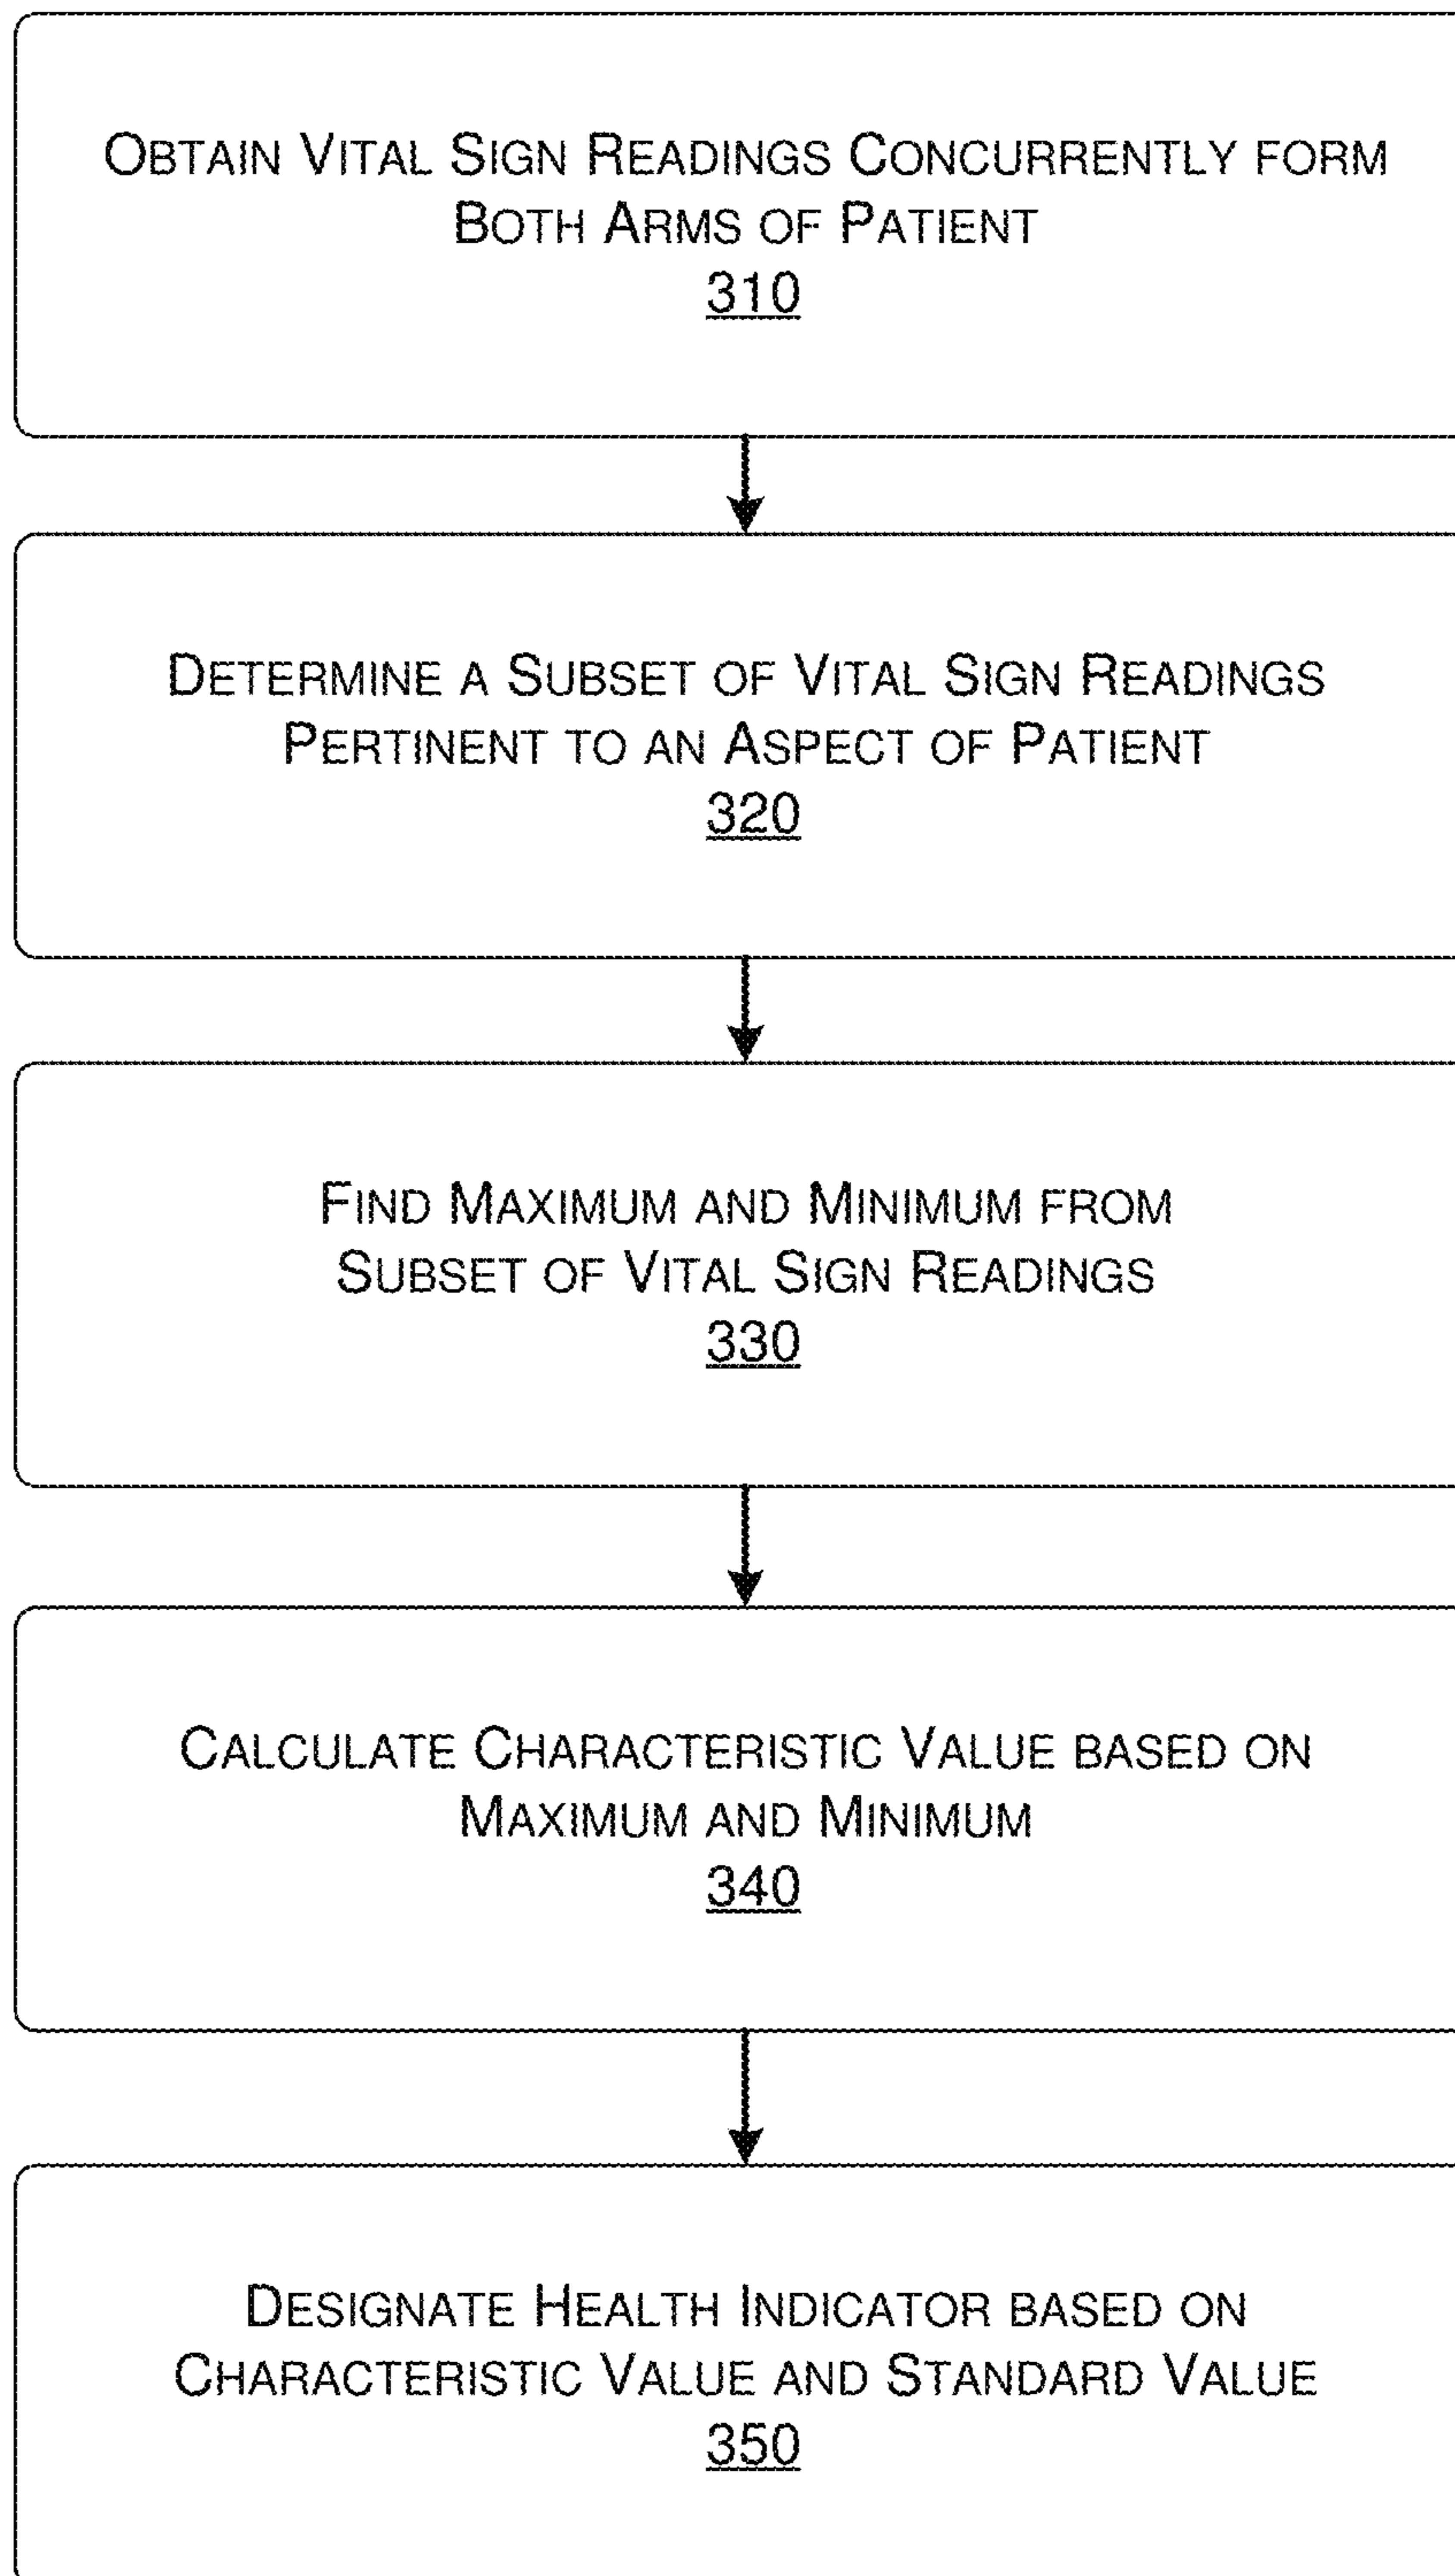 OBTAIN VITAL SIGN READINGS CONCURRENTLY FORM
BOTH ARMS OF PATIENT
310
DETERMINE A SUBSET OF VITAL SIGN READINGS
PERTINENT TO AN ASPECT OF PATIENT
320
FIND MAXIMUM AND MINIMUM FROM
SUBSET OF VITAL SIGN READINGS
330
CALCULATE CHARACTERISTIC VALUE BASED ON
MAXIMUM AND MINIMUM
340
DESIGNATE HEALTH INDICATOR BASED ON
CHARACTERISTIC VALUE AND STANDARD VALUE
350